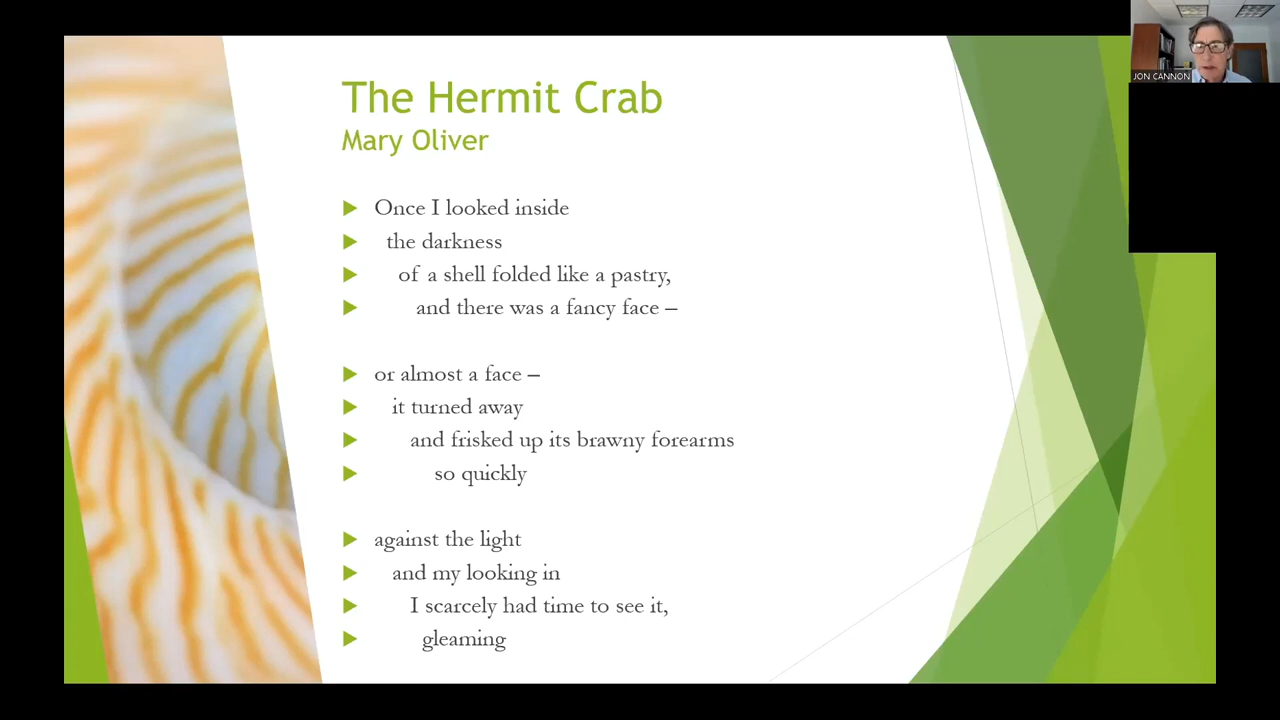 The Hermit Crab
Mary Oliver
Once I looked inside
the darkness
of a shell folded like a pastry,
and there was a fancy face –
or almost a face –
it turned away
and frisked up its brawny forearms
so quickly
against the light
and my looking in
I scarcely had time to see it,
gleaming
JON CANNON